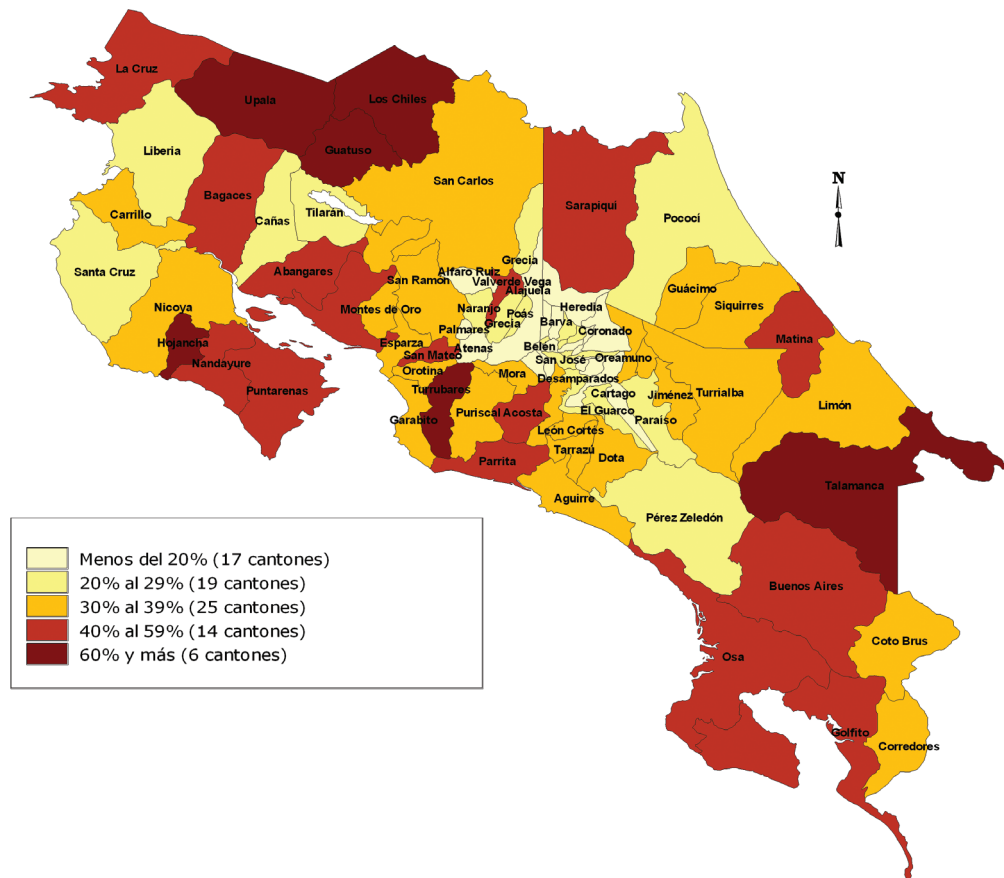 La Cruz
Upala
Los Chiles
Guatuso
Liberia
San Carlos
N
Bagaces
Sarapiqui
Carrillo
Cañas
Tilarán
Pococí
Santa Cruz
Abangares
Grecia
Alfaro Ruiz
San Ramón
Valverde Vega
Alajuela
Guácimo
Siquirres
Nicoya
Montes de Oro
Naranjo
Poás
Heredia
Grecia
Barva
Coronado
Palmares
Matina
Hojancha
Esparza
Atenas
Belén
San Mateo
San José
Oreamuno
Nandayure
Orotina
Mora
Desamparados
Puntarenas
Turrubares
Cartago
Jiménez
Turrialba
Limón
Garabito
Puriscal
Acosta
El Guarco
Paraíso
León Cortés
Tarrazú
Dota
Parrita
Talamanca
Aguirre
Pérez Zeledón
Menos del 20% (17 cantones)
20% al 29% (19 cantones)
30% al 39% (25 cantones)
40% al 59% (14 cantones)
60% y más (6 cantones)
Buenos Aires
Coto Brus
Osa
Golfito
Corredores